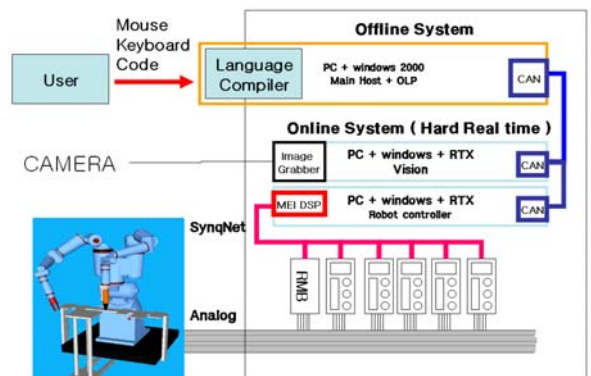 Offline System
Mouse
Keyboard
Code
User
Language
Compiler
PC + windows 2000
Main Host + OLP
CAN
Online System ( Hard Real time )
CAMERA
Image
Grabber
PC + windows + RTX
Vision
CAN
MEI DSP
PC + windows + RTX
Robot controller
CAN
SynqNet
RMB
Analog